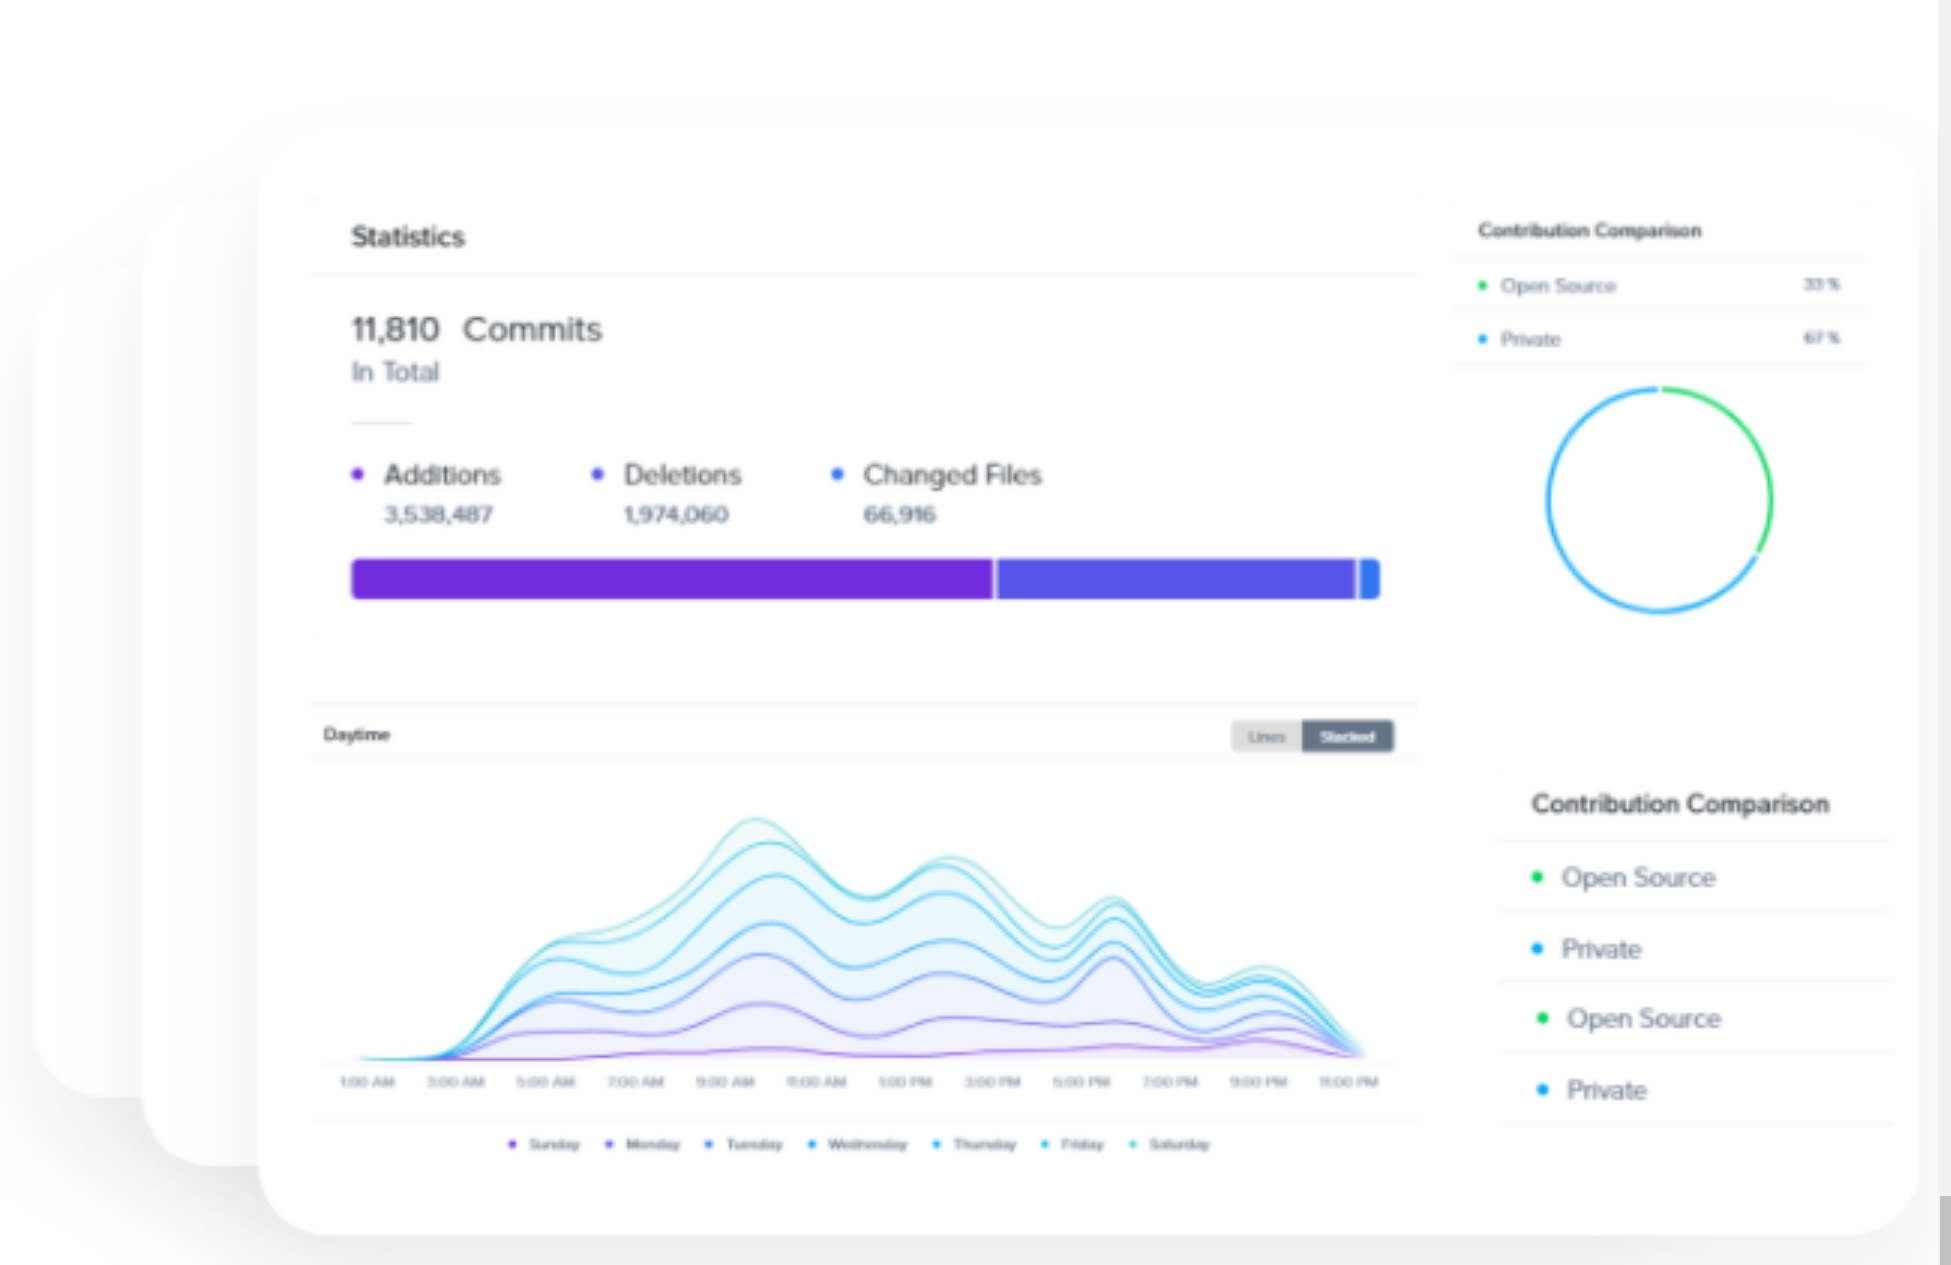 Statistics
11,810 Commits
In Total
Additions Deletions Changed Files
3,538,487 1,974,060 66,916
Contribution Comparison
Open Source 33 %
Private 67 %
Daytime
Lines Stacked
1:00 AM 3:00 AM 5:00 AM 7:00 AM 9:00 AM 11:00 AM 1:00 PM 3:00 PM 5:00 PM 7:00 PM 9:00 PM 11:00 PM
Sunday Monday Tuesday Wednesday Thursday Friday Saturday
Contribution Comparison
Open Source
Private
Open Source
Private